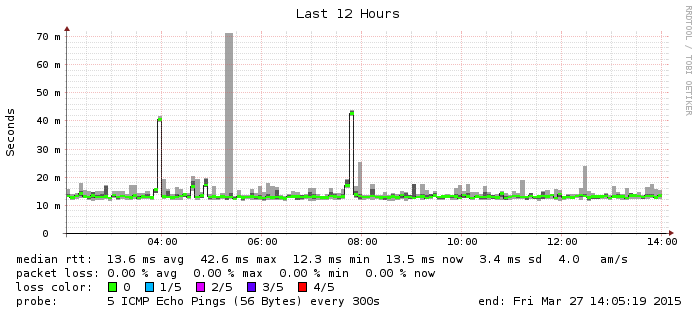 Last 12 Hours
RRDTOOL / TOBI OETIKER
Seconds
70 m
60 m
50 m
40 m
30 m
20 m
10 m
0
04:00 06:00 08:00 10:00 12:00 14:00
median rtt: 13.6 ms avg 42.6 ms max 12.3 ms min 13.5 ms now 3.4 ms sd 4.0 am/s
packet loss: 0.00 % avg 0.00 % max 0.00 % min 0.00 % now
loss color: 0 1/5 2/5 3/5 4/5
probe: 5 ICMP Echo Pings (56 Bytes) every 300s end: Fri Mar 27 14:05:19 2015